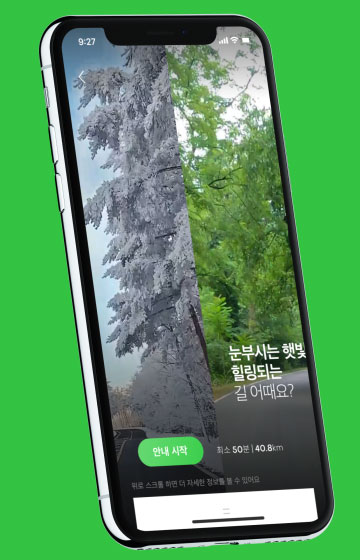 9:27
눈부시는 햇빛
힐링되는
길 어때요?
안내 시작
최소 50분 | 40.8km
위로 스크롤 하면 더 자세한 정보를 볼 수 있어요